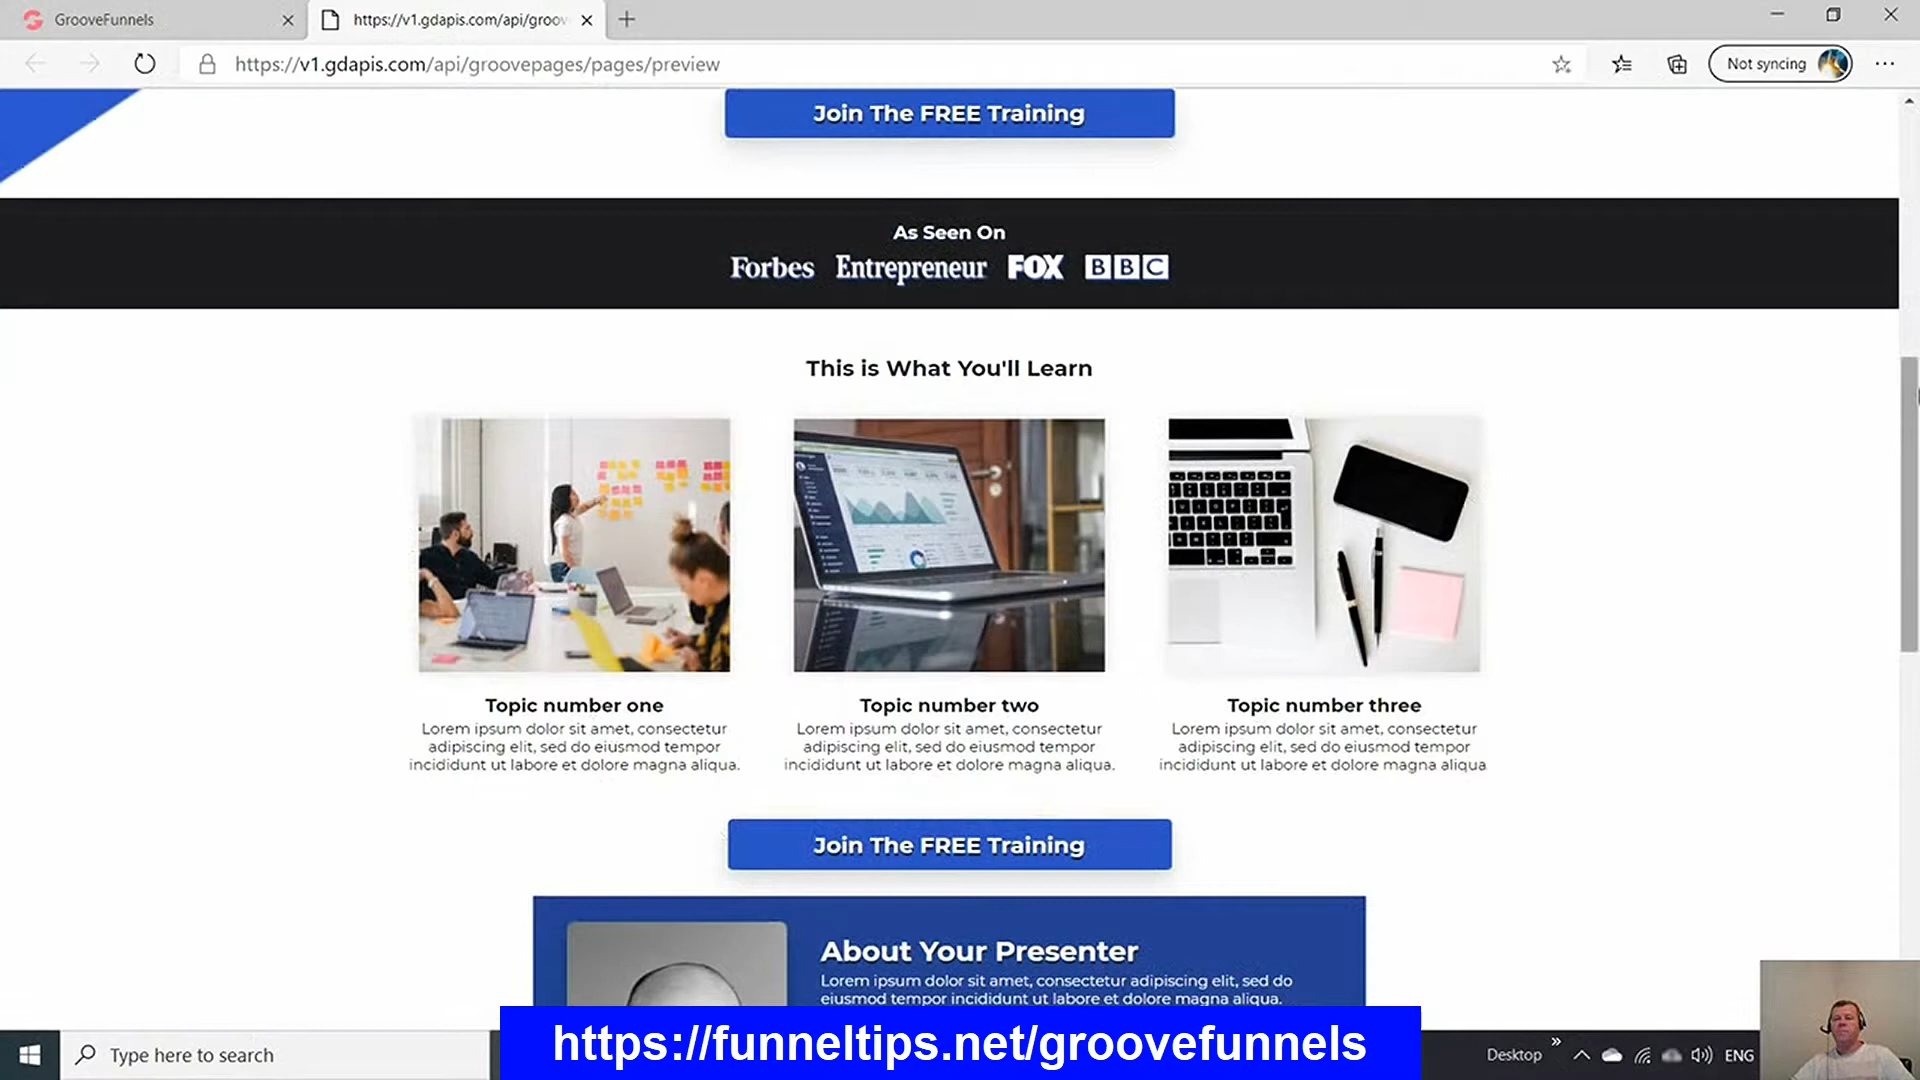 GrooveFunnels
https://v1.gdapis.com/api/groov
https://v1.gdapis.com/api/groovepages/pages/preview
Not syncing
Join The FREE Training
As Seen On
Forbes Entrepreneur FOX BBC
This is What You'll Learn
Topic number one
Lorem ipsum dolor sit amet, consectetur
adipiscing elit, sed do eiusmod tempor
incididunt ut labore et dolore magna aliqua.
Topic number two
Lorem ipsum dolor sit amet, consectetur
adipiscing elit, sed do eiusmod tempor
incididunt ut labore et dolore magna aliqua.
Topic number three
Lorem ipsum dolor sit amet, consectetur
adipiscing elit, sed do eiusmod tempor
incididunt ut labore et dolore magna aliqua
Join The FREE Training
About Your Presenter
Lorem ipsum dolor sit amet, consectetur adipiscing elit, sed do
eiusmod tempor incididunt ut labore et dolore magna aliqua.
https://funneltips.net/groovefunnels
Type here to search
Desktop
ENG